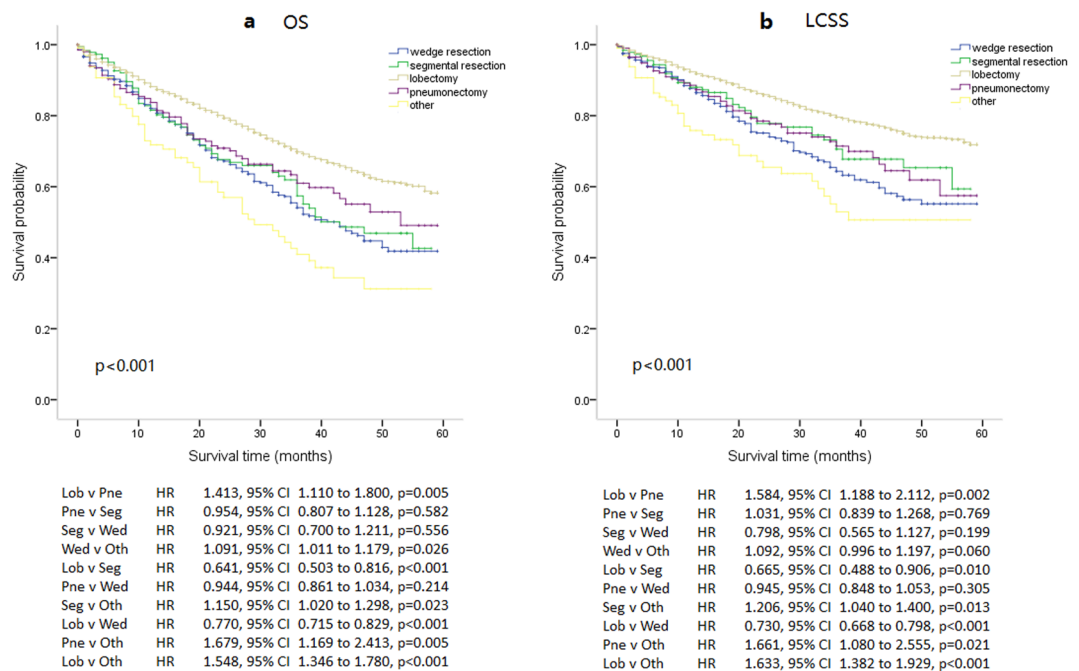 a OS
wedge resection
segmental resection
lobectomy
pneumonectomy
other
1.0
0.8
0.6
0.4
0.2
0.0
Survival probability
p<0.001
0 10 20 30 40 50 60
Survival time (months)
Lob v Pne HR 1.413, 95% CI 1.110 to 1.800, p=0.005
Pne v Seg HR 0.954, 95% CI 0.807 to 1.128, p=0.582
Seg v Wed HR 0.921, 95% CI 0.700 to 1.211, p=0.556
Wed v Oth HR 1.091, 95% CI 1.011 to 1.179, p=0.026
Lob v Seg HR 0.641, 95% CI 0.503 to 0.816, p<0.001
Pne v Wed HR 0.944, 95% CI 0.861 to 1.034, p=0.214
Seg v Oth HR 1.150, 95% CI 1.020 to 1.298, p=0.023
Lob v Wed HR 0.770, 95% CI 0.715 to 0.829, p<0.001
Pne v Oth HR 1.679, 95% CI 1.169 to 2.413, p=0.005
Lob v Oth HR 1.548, 95% CI 1.346 to 1.780, p<0.001
b LCSS
wedge resection
segmental resection
lobectomy
pneumonectomy
other
1.0
0.8
0.6
0.4
0.2
0.0
Survival probability
p<0.001
0 10 20 30 40 50 60
Survival time (months)
Lob v Pne HR 1.584, 95% CI 1.188 to 2.112, p=0.002
Pne v Seg HR 1.031, 95% CI 0.839 to 1.268, p=0.769
Seg v Wed HR 0.798, 95% CI 0.565 to 1.127, p=0.199
Wed v Oth HR 1.092, 95% CI 0.996 to 1.197, p=0.060
Lob v Seg HR 0.665, 95% CI 0.488 to 0.906, p=0.010
Pne v Wed HR 0.945, 95% CI 0.848 to 1.053, p=0.305
Seg v Oth HR 1.206, 95% CI 1.040 to 1.400, p=0.013
Lob v Wed HR 0.730, 95% CI 0.668 to 0.798, p<0.001
Pne v Oth HR 1.661, 95% CI 1.080 to 2.555, p=0.021
Lob v Oth HR 1.633, 95% CI 1.382 to 1.929, p<0.001